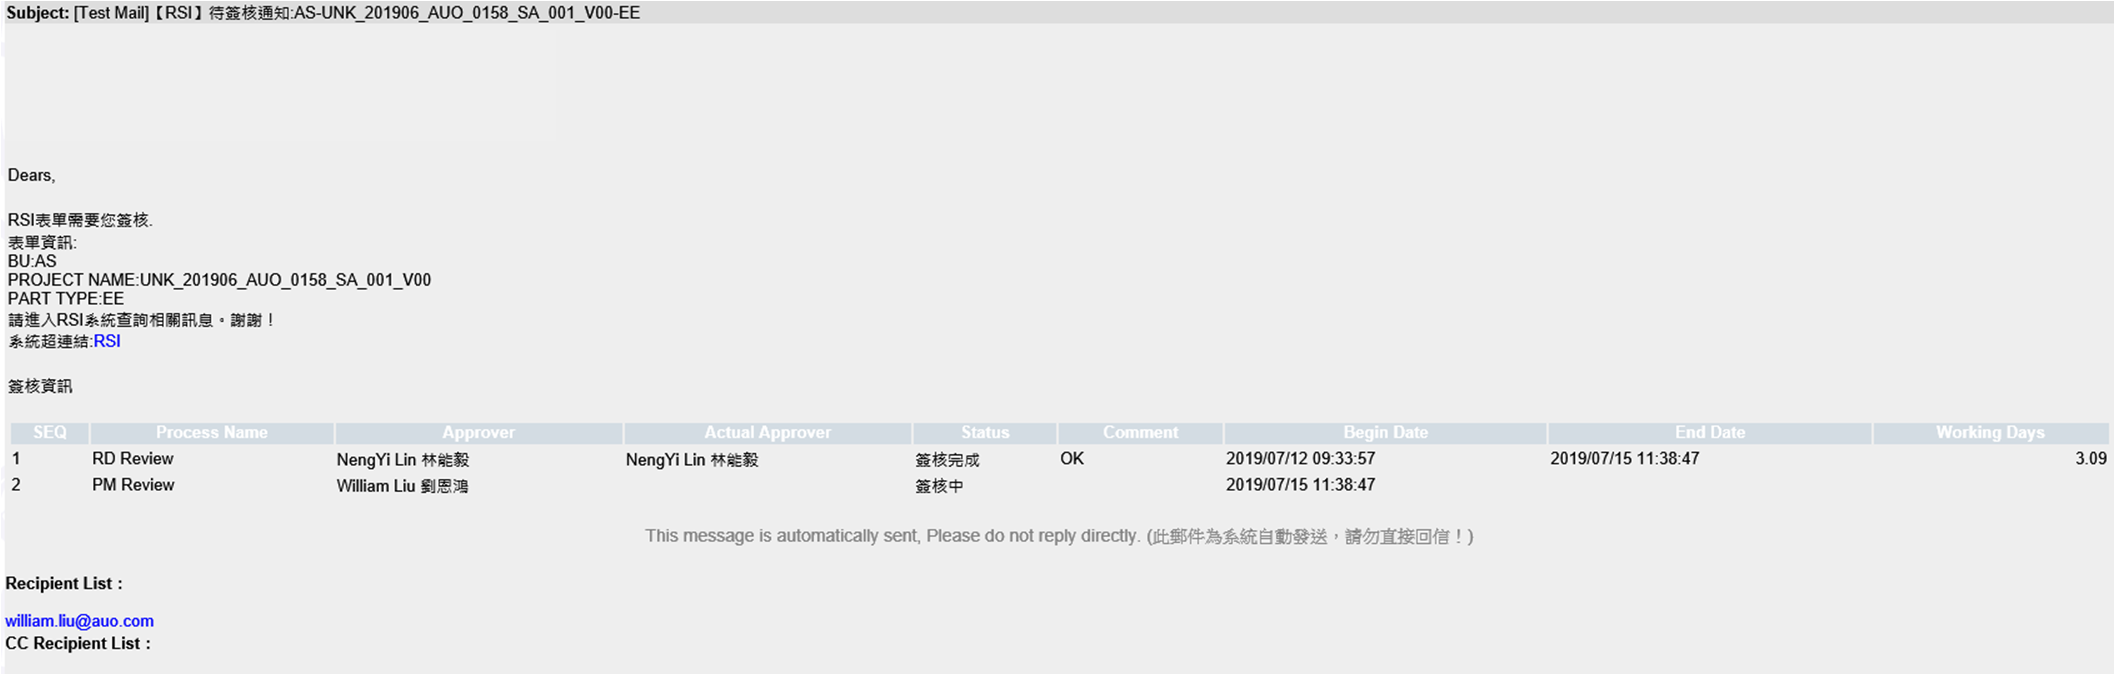 Subject: [Test Mail]【RSI】待簽核通知:AS-UNK_201906_AUO_0158_SA_001_V00-EE
Dears,
RSI表單需要您簽核.
表單資訊:
BU:AS
PROJECT NAME:UNK_201906_AUO_0158_SA_001_V00
PART TYPE:EE
請進入RSI系統查詢相關訊息。謝謝！
系統超連結:RSI
簽核資訊
SEQ Process Name Approver Actual Approver Status Comment Begin Date End Date Working Days
1 RD Review NengYi Lin 林能毅 NengYi Lin 林能毅 簽核完成 OK 2019/07/12 09:33:57 2019/07/15 11:38:47 3.09
2 PM Review William Liu 劉恩鴻 簽核中 2019/07/15 11:38:47
This message is automatically sent, Please do not reply directly. (此郵件為系統自動發送，請勿直接回信！)
Recipient List :
william.liu@auo.com
CC Recipient List :